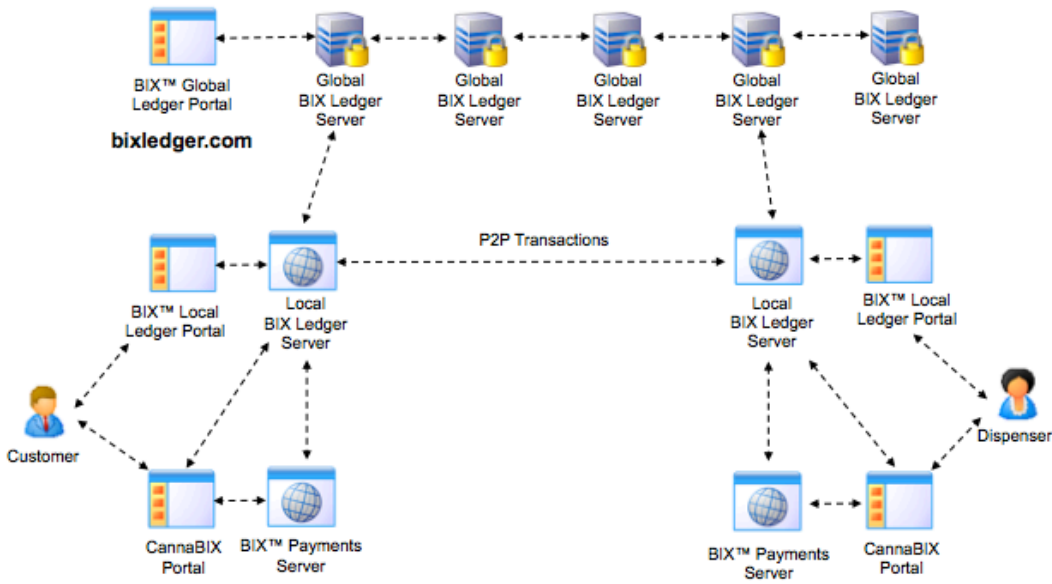 BIX™ Global
Ledger Portal
bixledger.com
Global
BIX Ledger
Server
Global
BIX Ledger
Server
Global
BIX Ledger
Server
Global
BIX Ledger
Server
Global
BIX Ledger
Server
P2P Transactions
BIX™ Local
Ledger Portal
Local
BIX Ledger
Server
Local
BIX Ledger
Server
BIX™ Local
Ledger Portal
Customer
Dispenser
CannaBIX
Portal
BIX™ Payments
Server
BIX™ Payments
Server
CannaBIX
Portal